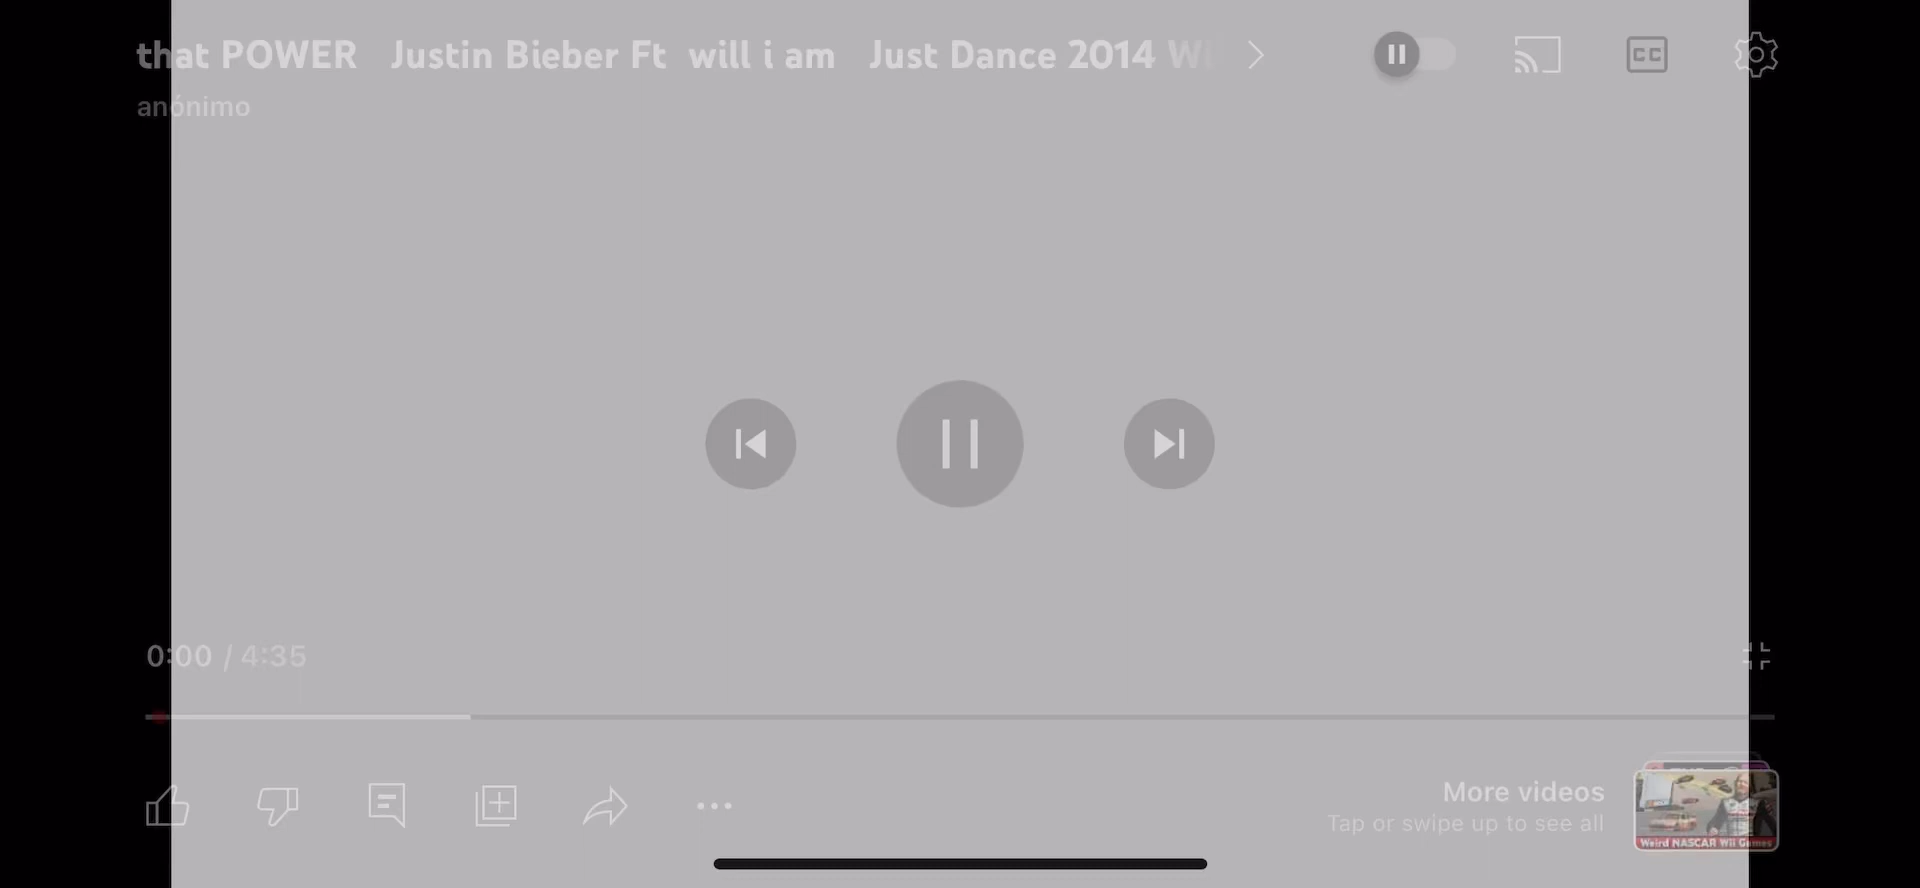 that POWER Justin Bieber Ft will i am Just Dance 2014
anónimo
CC
0:00 / 4:35
More videos
Tap or swipe up to see all
Weird NASCAR Wii Games